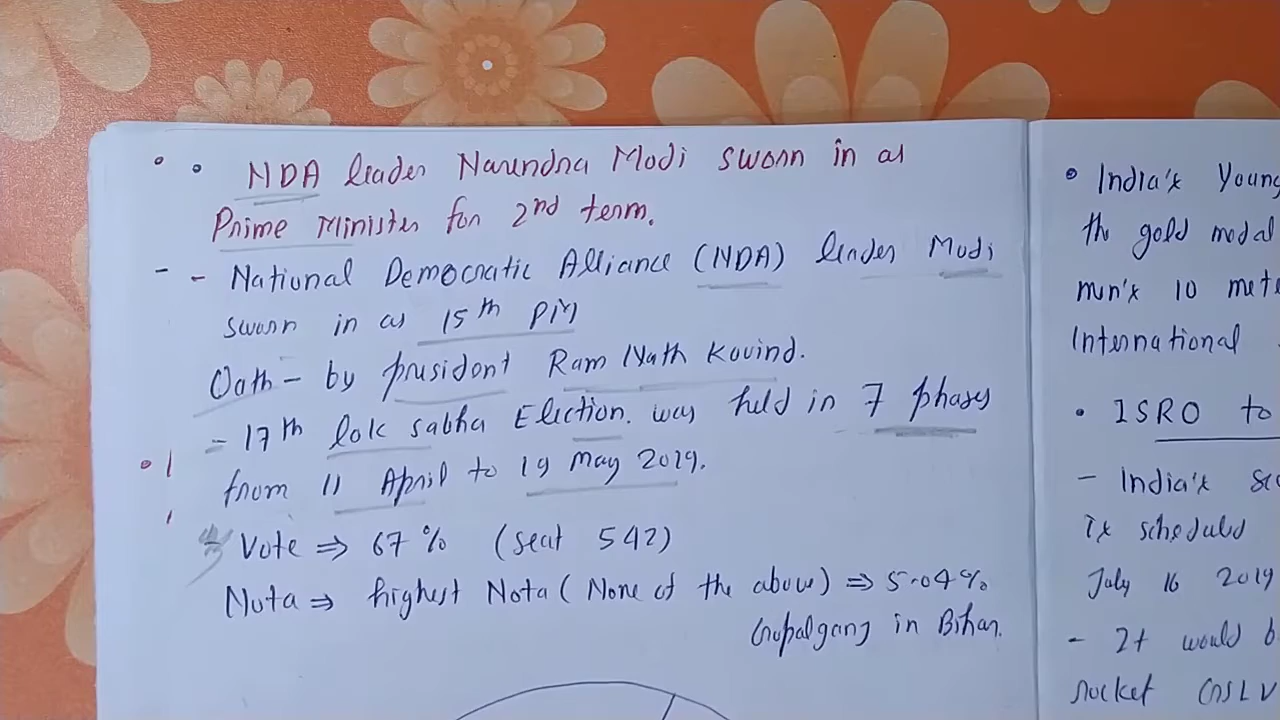 NDA leader Narendra Modi sworn in as
Prime Minister for 2nd term.
- National Democratic Alliance (NDA) leader Modi
sworn in as 15th PM
Oath - by president Ram Nath Kovind.
- 17th lok sabha Election. was held in 7 phases
from 11 April to 19 May 2019.
Vote ⇒ 67% (seat 542)
Nota ⇒ highest Nota (None of the above) ⇒ 5.04%
Gopalganj in Bihar.
India's Young
the gold medal
men's 10 mete
International
ISRO to
- India's sec
is scheduled
July 16 2019
- It would b
rocket GSLV